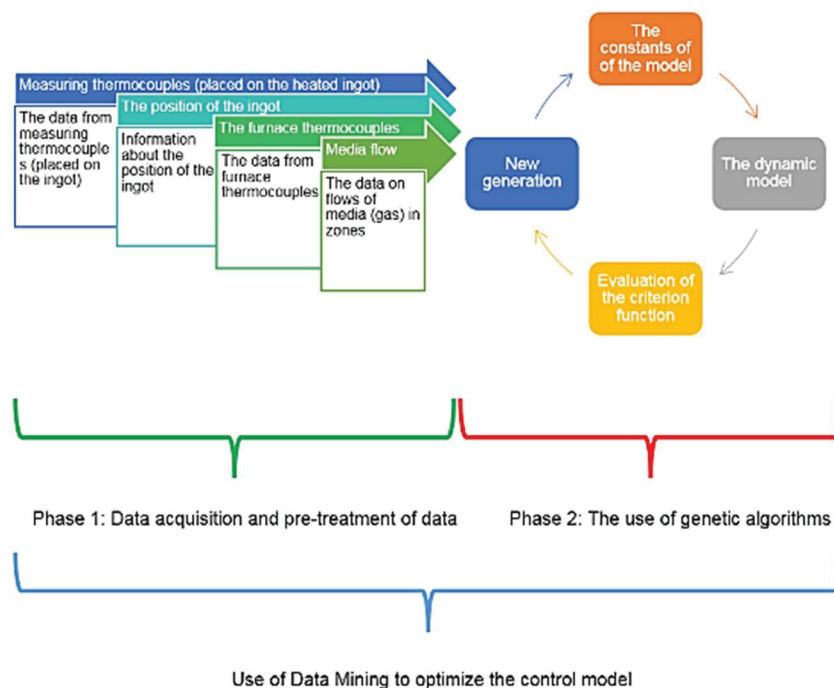 Measuring thermocouples (placed on the heated ingot)
The data from
measuring
thermocouple
s (placed on
the ingot)
The position of the ingot
Information
about the
position of the
ingot
The furnace thermocouples
The data from
furnace
thermocouples
Media flow
The data on
flows of
media (gas) in
zones
The
constants of
of the model
New
generation
The dynamic
model
Evaluation of
the criterion
function
Phase 1: Data acquisition and pre-treatment of data
Phase 2: The use of genetic algorithms
Use of Data Mining to optimize the control model